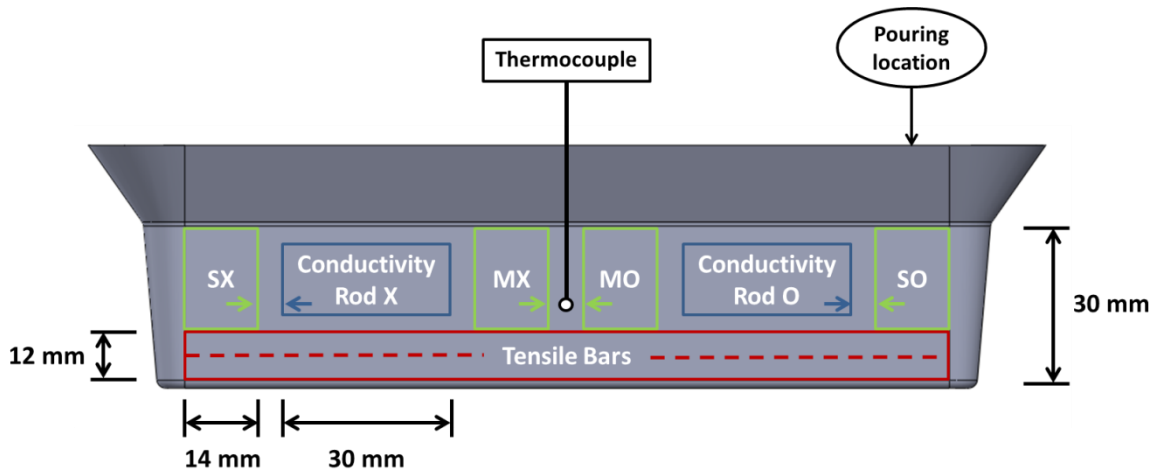 Pouring
location
Thermocouple
SX
Conductivity
Rod X
MX
MO
Conductivity
Rod O
SO
30 mm
12 mm
Tensile Bars
14 mm
30 mm